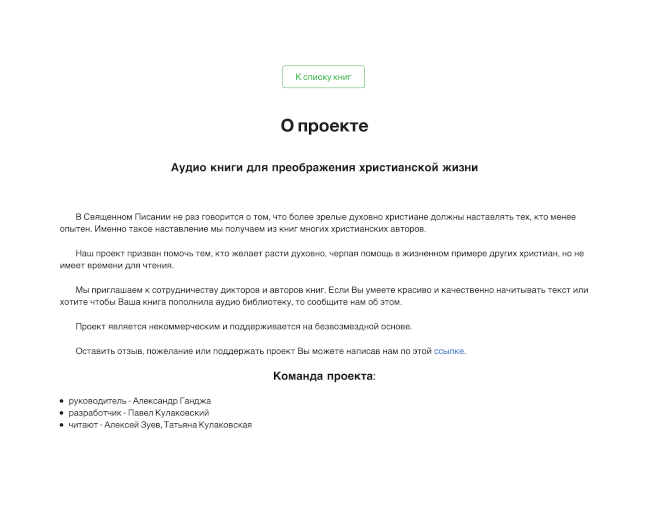 К списку книг
О проекте
Аудио книги для преображения христианской жизни
В Священном Писании не раз говорится о том, что более зрелые духовно христиане должны наставлять тех, кто менее
опытен. Именно такое наставление мы получаем из книг многих христианских авторов.
Наш проект призван помочь тем, кто желает расти духовно, черпая помощь в жизненном примере других христиан, но не
имеет времени для чтения.
Мы приглашаем к сотрудничеству дикторов и авторов книг. Если Вы умеете красиво и качественно начитывать текст или
хотите чтобы Ваша книга пополнила аудио библиотеку, то сообщите нам об этом.
Проект является некоммерческим и поддерживается на безвозмездной основе.
Оставить отзыв, пожелание или поддержать проект Вы можете написав нам по этой ссылке.
Команда проекта:
• руководитель - Александр Ганджа
• разработчик - Павел Кулаковский
• читают - Алексей Зуев, Татьяна Кулаковская